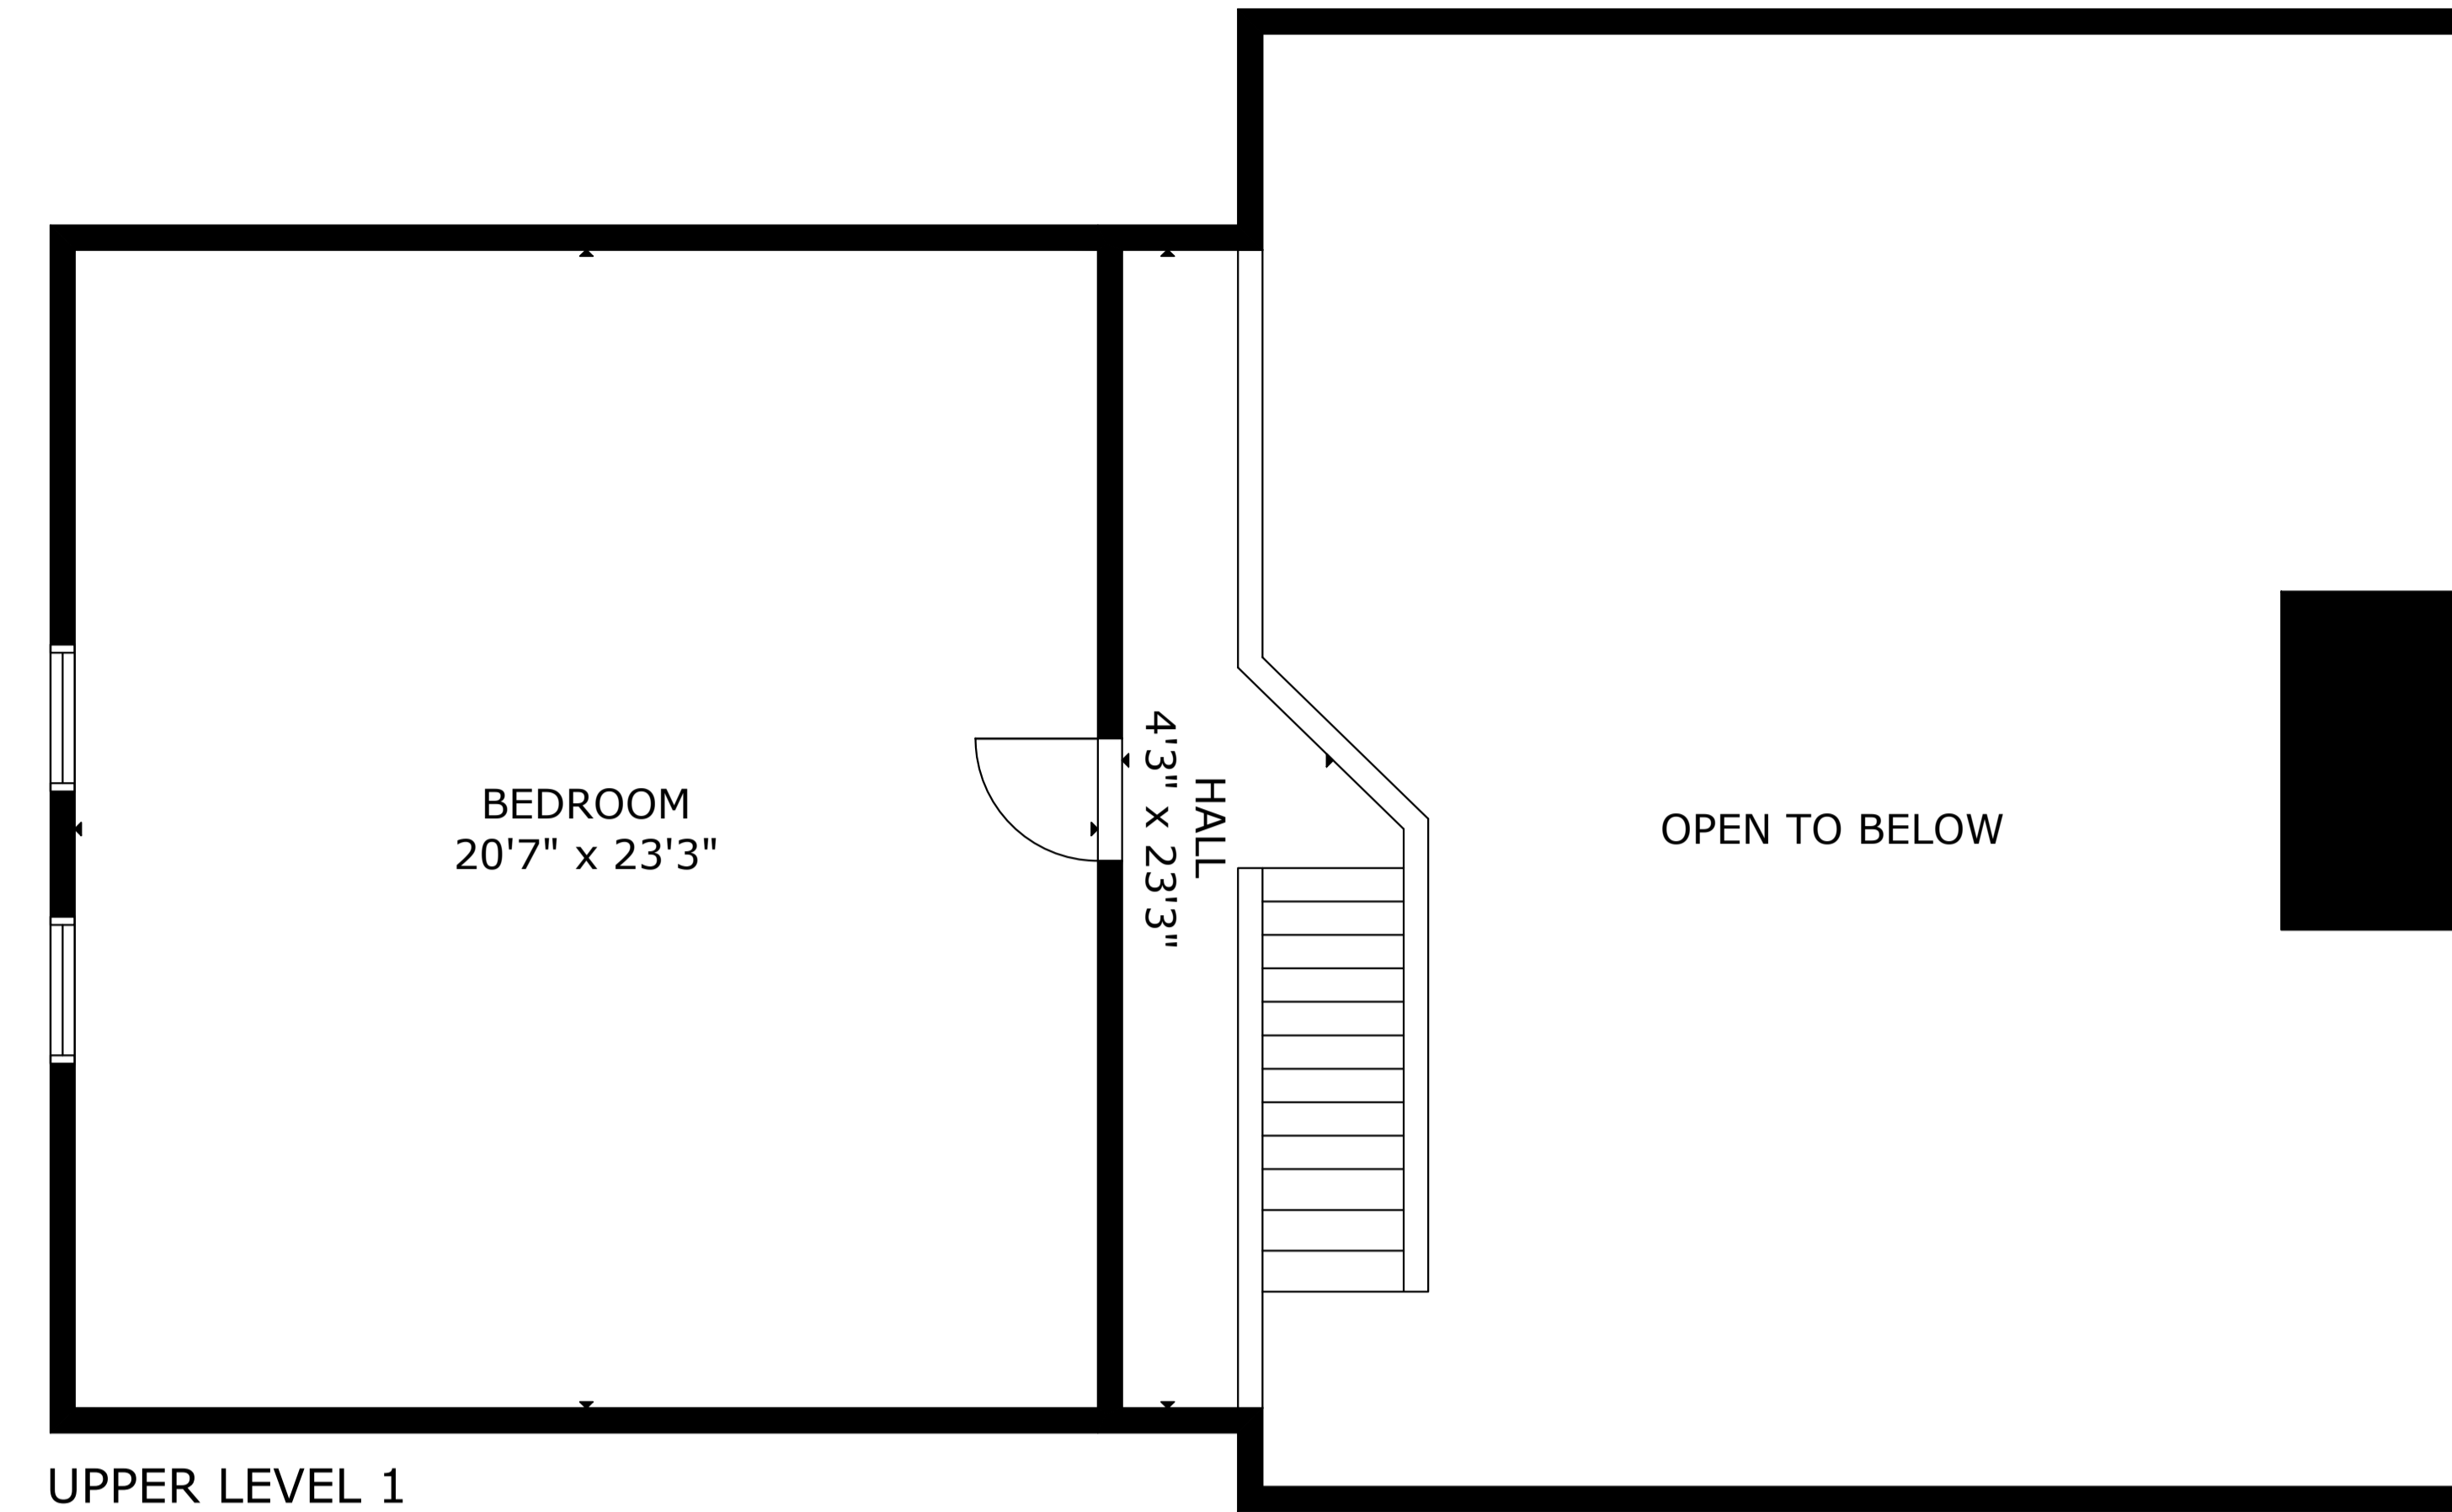 BEDROOM
20'7" x 23'3"
HALL
4'3" x 23'3"
OPEN TO BELOW
UPPER LEVEL 1